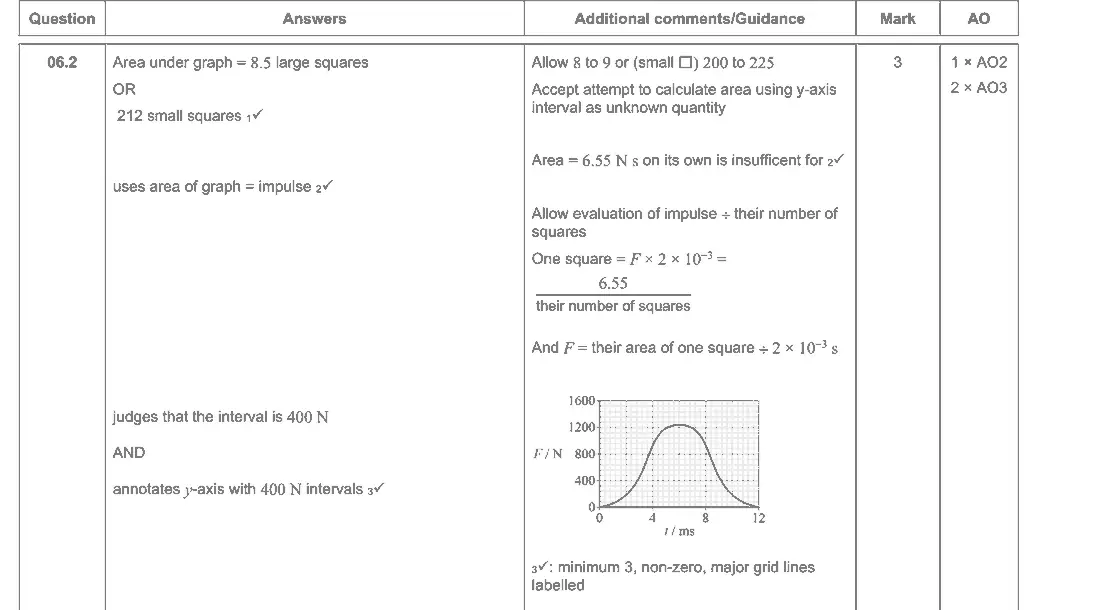 Question Answers Additional comments/Guidance Mark AO
06.2 Area under graph = 8.5 large squares Allow 8 to 9 or (small □) 200 to 225 3 1 × AO2
OR Accept attempt to calculate area using y-axis 2 × AO3
interval as unknown quantity
212 small squares ₁✓
Area = 6.55 N s on its own is insufficent for ₂✓
uses area of graph = impulse ₂✓
Allow evaluation of impulse ÷ their number of
squares
One square = F × 2 × 10⁻³ =
6.55
their number of squares
And F = their area of one square ÷ 2 × 10⁻³ s
judges that the interval is 400 N
AND
annotates y-axis with 400 N intervals ₃✓
1600
1200
F / N 800
400
0
0 4 8 12
t / ms
₃✓: minimum 3, non-zero, major grid lines
labelled